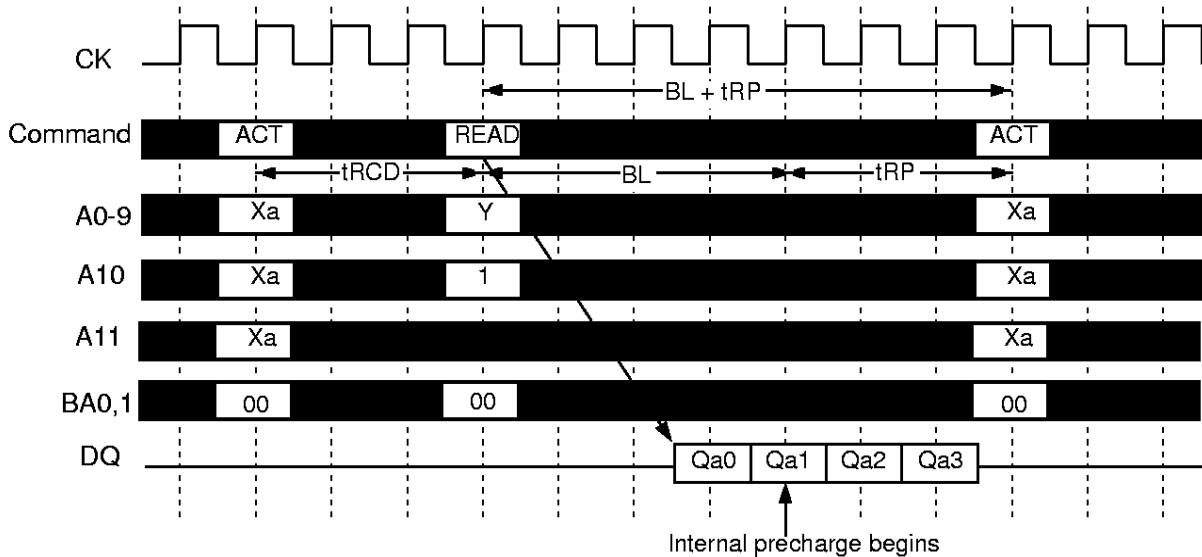 CK
BL + tRP
Command ACT READ ACT
tRCD BL tRP
A0-9 Xa Y Xa
A10 Xa 1 Xa
A11 Xa Xa
BA0,1 00 00 00
DQ Qa0 Qa1 Qa2 Qa3
Internal precharge begins